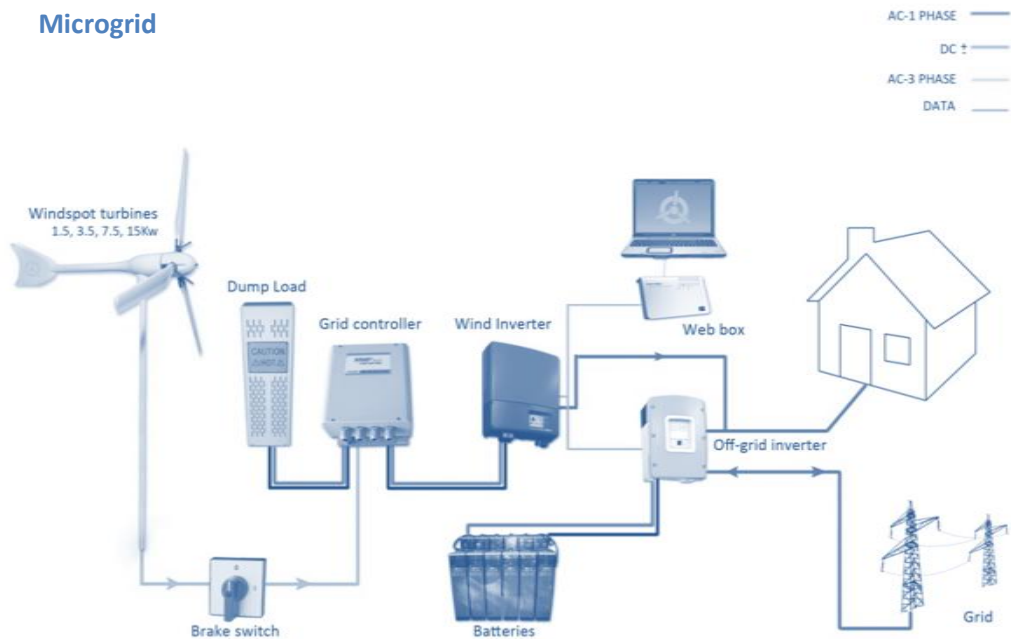 Microgrid
AC-1 PHASE
DC ±
AC-3 PHASE
DATA
Windspot turbines
1.5, 3.5, 7.5, 15Kw
Dump Load
CAUTION
HOT
Grid controller
Wind Inverter
Web box
Off-grid inverter
Brake switch
Batteries
Grid